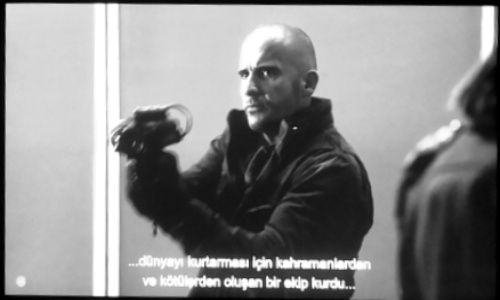 ...dünyayı kurtarması için kahramanlardan
ve kötülerden oluşan bir ekip kurdu...